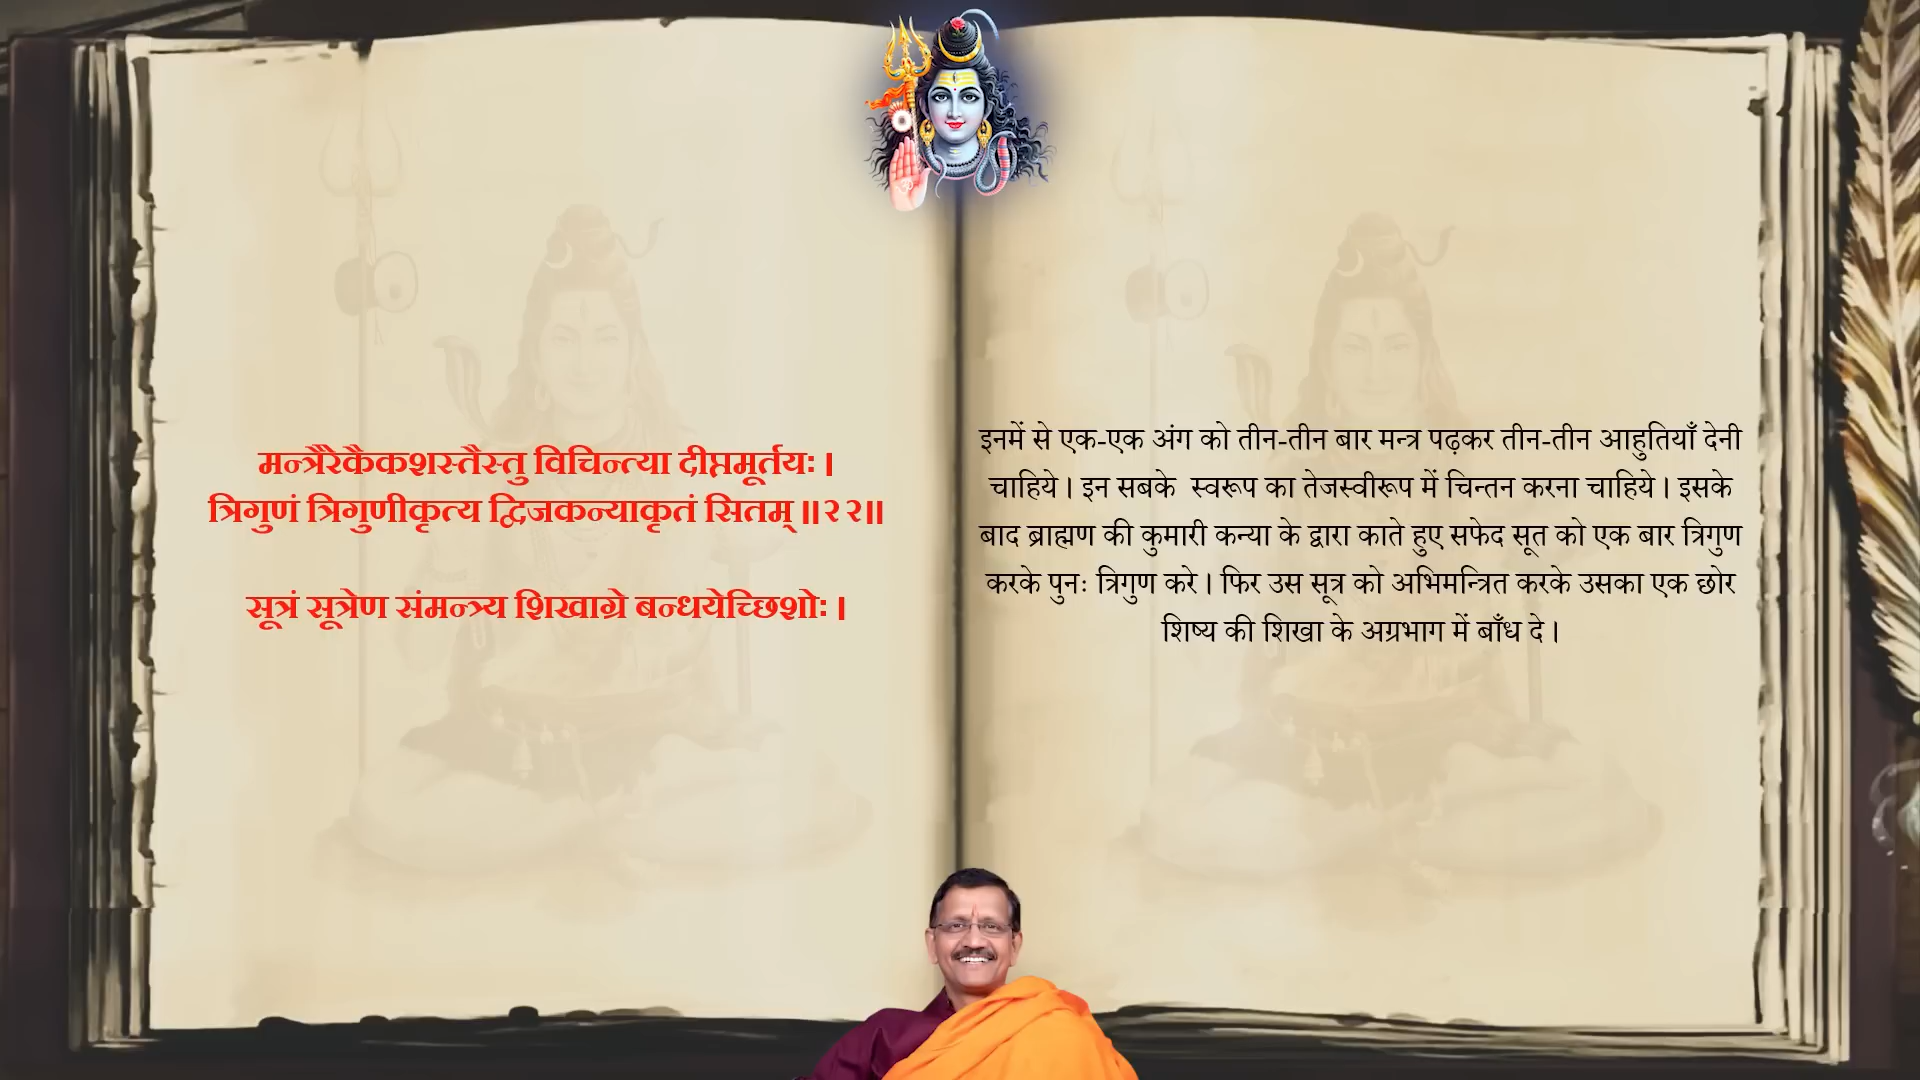 मन्त्रैरेकैकशस्तैस्तु विचिन्त्या दीप्तमूर्तयः ।
त्रिगुणं त्रिगुणीकृत्य द्विजकन्याकृतं सितम् ॥२२॥
सूत्रं सूत्रेण संमन्त्र्य शिखाग्रे बन्धयेच्छिशोः ।
इनमें से एक-एक अंग को तीन-तीन बार मन्त्र पढ़कर तीन-तीन आहुतियाँ देनी
चाहिये । इन सबके स्वरूप का तेजस्वीरूप में चिन्तन करना चाहिये । इसके
बाद ब्राह्मण की कुमारी कन्या के द्वारा काते हुए सफेद सूत को एक बार त्रिगुण
करके पुनः त्रिगुण करे । फिर उस सूत्र को अभिमन्त्रित करके उसका एक छोर
शिष्य की शिखा के अग्रभाग में बाँध दे ।